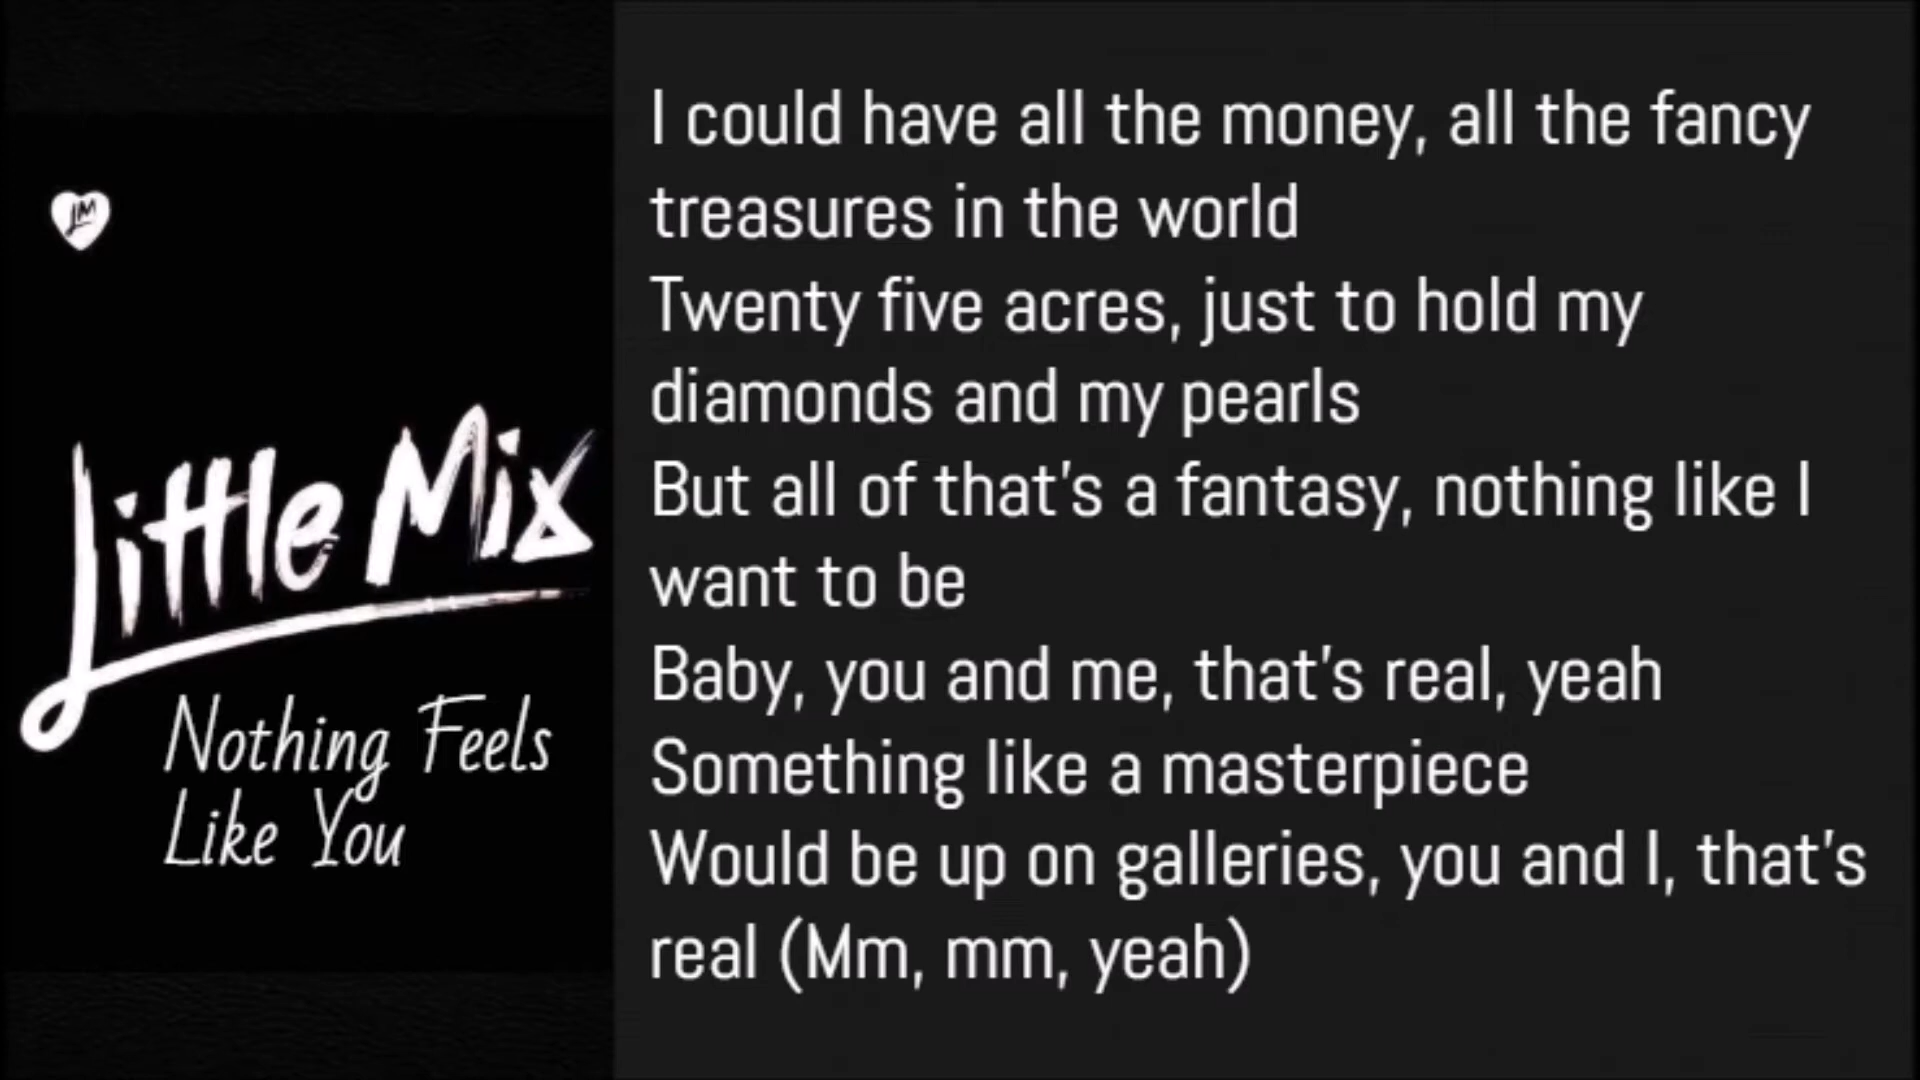 LM
Little Mix
Nothing Feels
Like You
I could have all the money, all the fancy
treasures in the world
Twenty five acres, just to hold my
diamonds and my pearls
But all of that's a fantasy, nothing like I
want to be
Baby, you and me, that's real, yeah
Something like a masterpiece
Would be up on galleries, you and I, that's
real (Mm, mm, yeah)